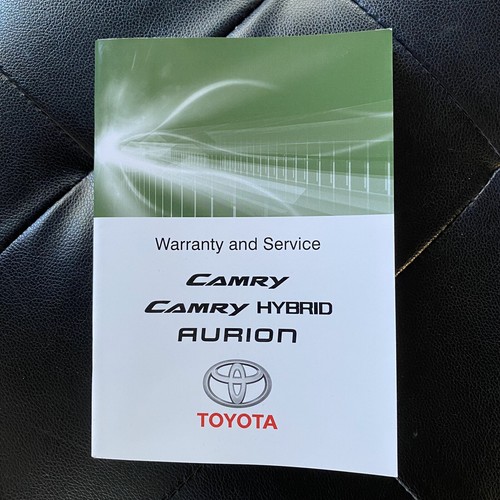 Warranty and Service
CAMRY
CAMRY HYBRID
AURION
TOYOTA